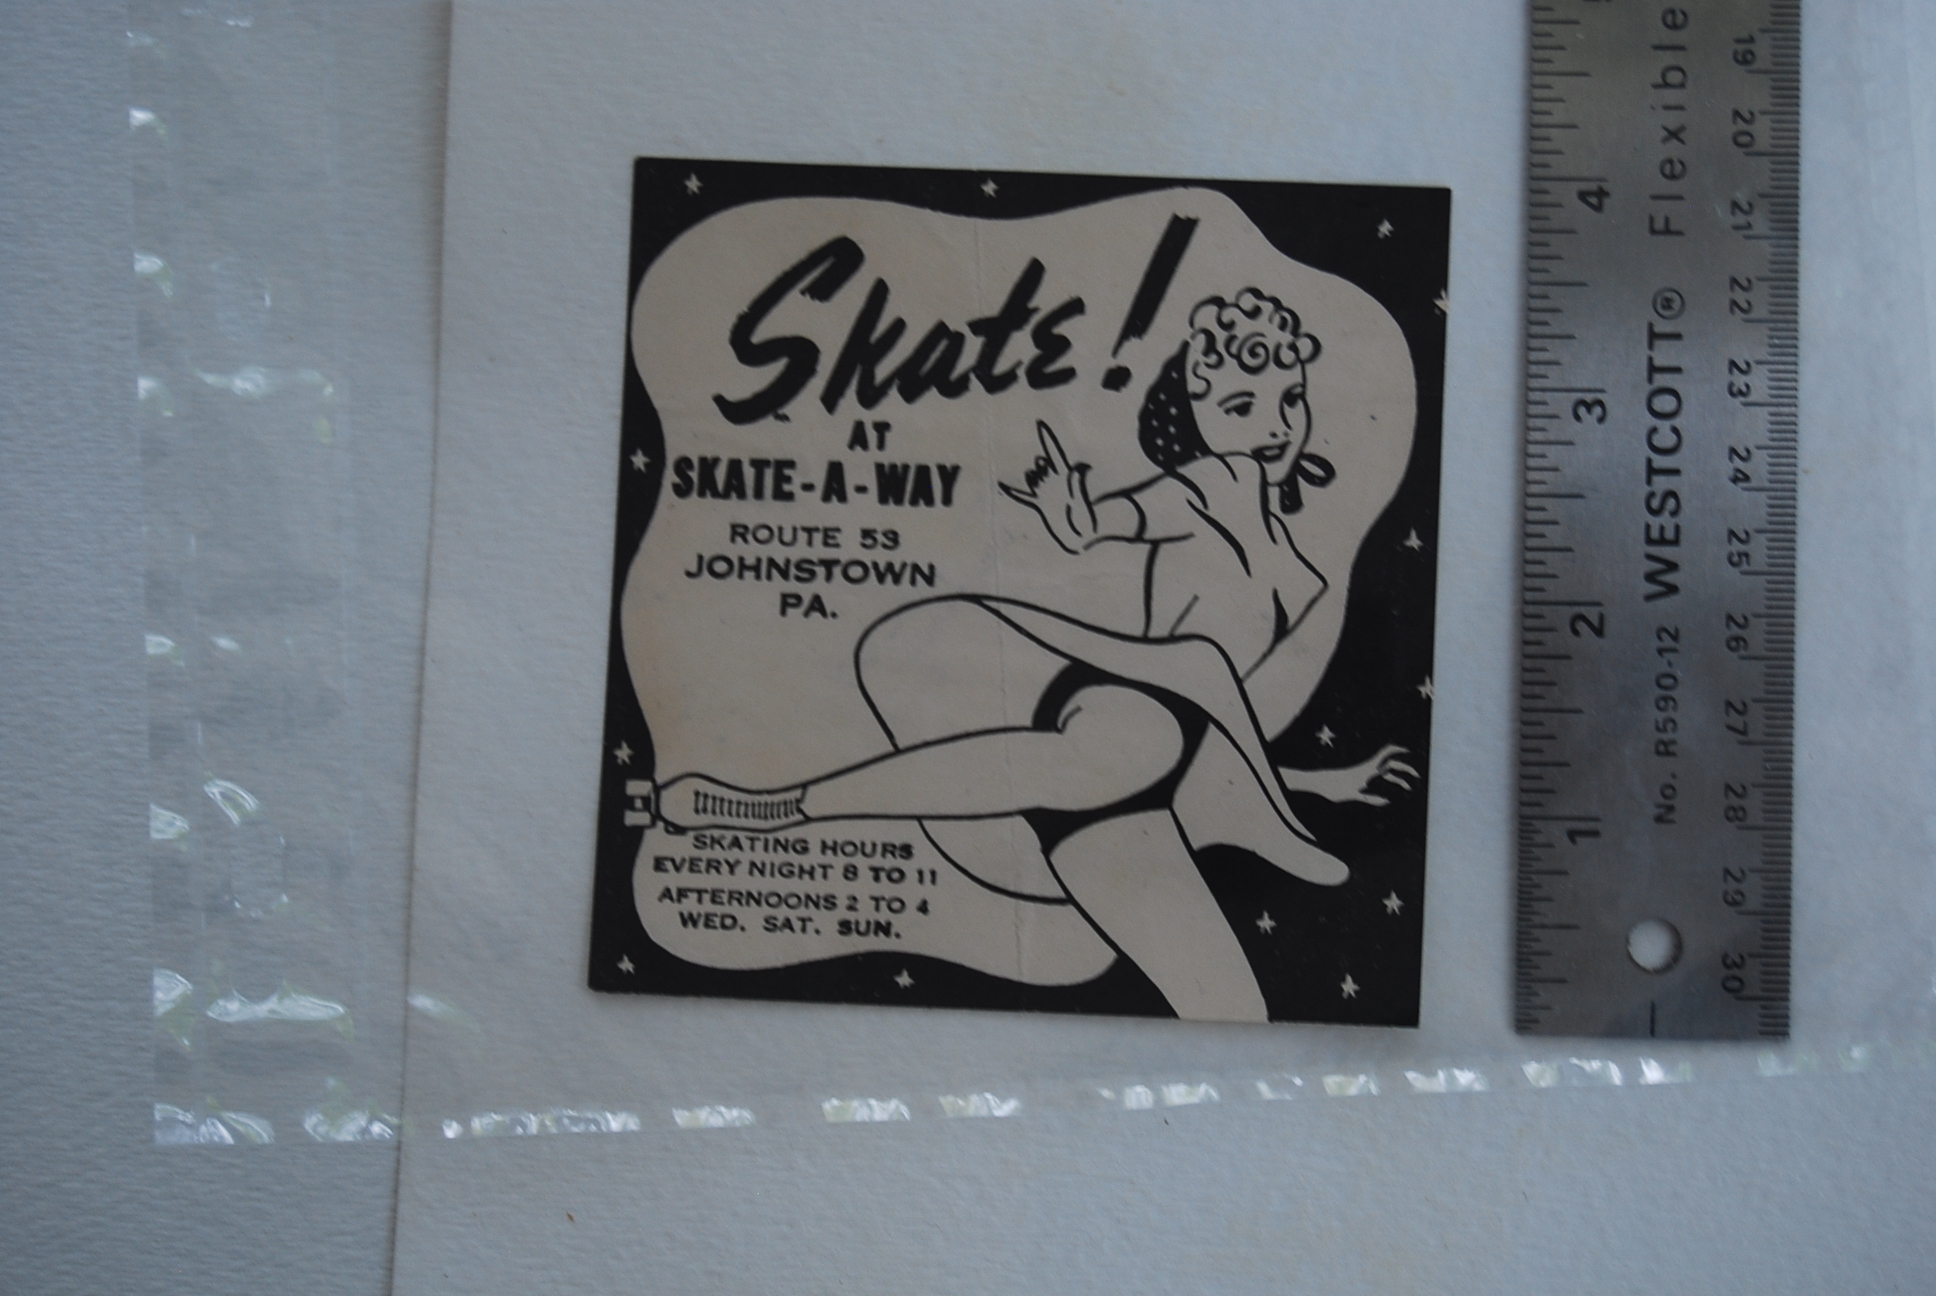 Skate!
AT
SKATE-A-WAY
ROUTE 53
JOHNSTOWN
PA.
SKATING HOURS
EVERY NIGHT 8 TO 11
AFTERNOONS 2 TO 4
WED. SAT. SUN.
No. R590-12 WESTCOTT® Flexible
1 2 3 4
19 20 21 22 23 24 25 26 27 28 29 30